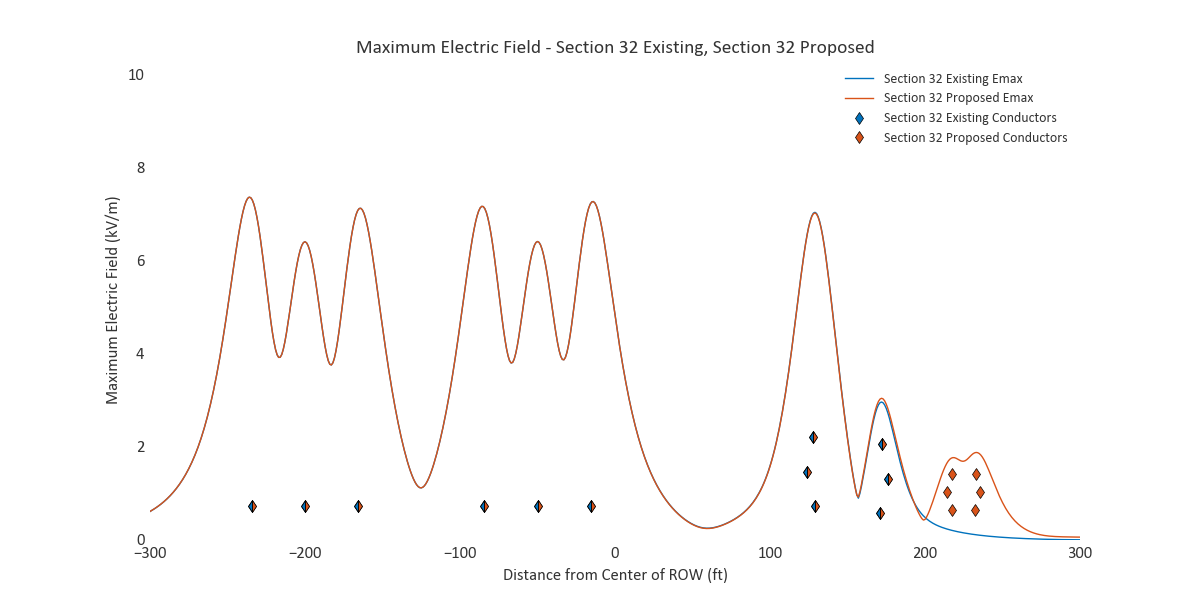 Maximum Electric Field - Section 32 Existing, Section 32 Proposed
10
8
6
4
2
0
Maximum Electric Field (kV/m)
Section 32 Existing Emax
Section 32 Proposed Emax
Section 32 Existing Conductors
Section 32 Proposed Conductors
−300 −200 −100 0 100 200 300
Distance from Center of ROW (ft)